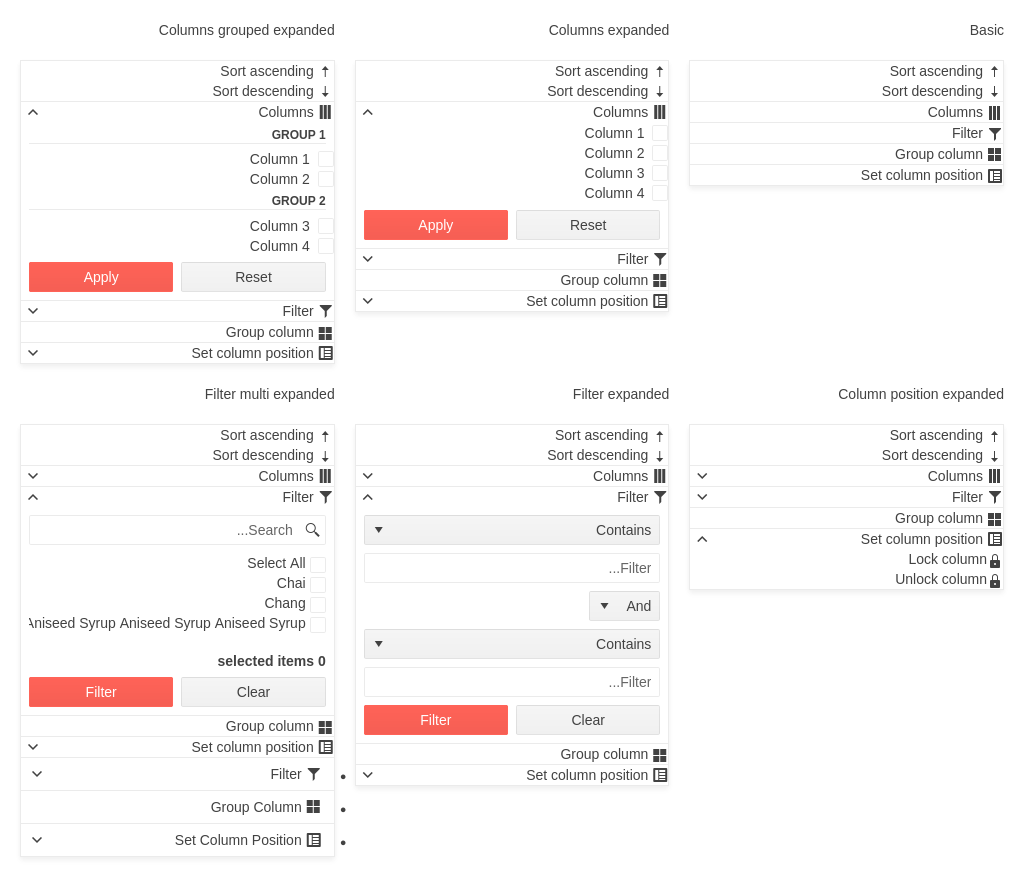 Columns grouped expanded
Sort ascending
Sort descending
Columns
GROUP 1
Column 1
Column 2
GROUP 2
Column 3
Column 4
Apply
Reset
Filter
Group column
Set column position
Columns expanded
Sort ascending
Sort descending
Columns
Column 1
Column 2
Column 3
Column 4
Apply
Reset
Filter
Group column
Set column position
Basic
Sort ascending
Sort descending
Columns
Filter
Group column
Set column position
Filter multi expanded
Sort ascending
Sort descending
Columns
Filter
...Search
Select All
Chai
Chang
Aniseed Syrup Aniseed Syrup Aniseed Syrup
selected items 0
Filter
Clear
Group column
Set column position
Filter
Group Column
Set Column Position
Filter expanded
Sort ascending
Sort descending
Columns
Filter
Contains
...Filter
And
Contains
...Filter
Filter
Clear
Group column
Set column position
Column position expanded
Sort ascending
Sort descending
Columns
Filter
Group column
Set column position
Lock column
Unlock column